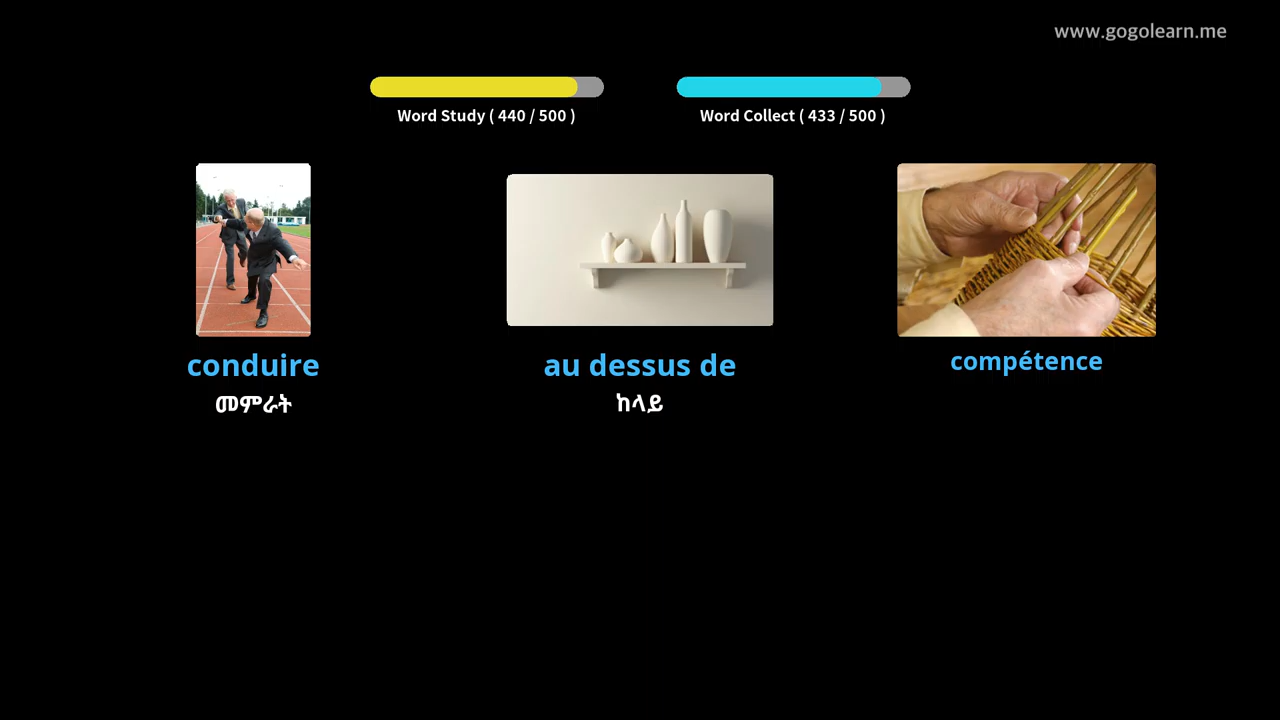 www.gogolearn.me
Word Study ( 440 / 500 )
Word Collect ( 433 / 500 )
conduire
መምራት
au dessus de
ከላይ
compétence